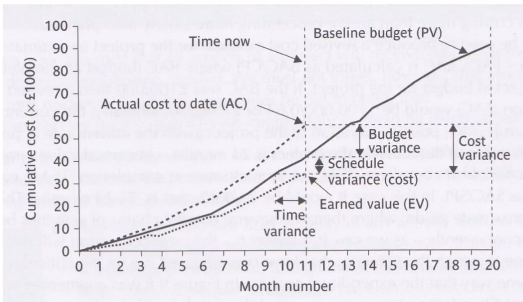 Cumulative cost (× £1000)
100
90
80
70
60
50
40
30
20
10
0
Time now
Baseline budget (PV)
Actual cost to date (AC)
Budget
variance
Cost
variance
Schedule
variance (cost)
Earned value (EV)
Time
variance
0 1 2 3 4 5 6 7 8 9 10 11 12 13 14 15 16 17 18 19 20
Month number